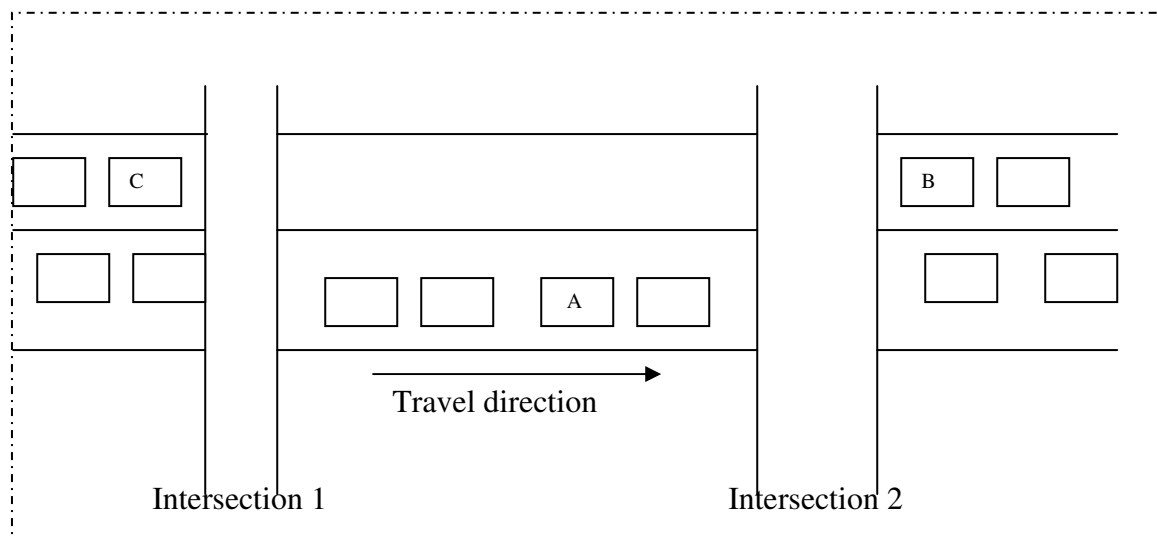 C
B
A
Travel direction
Intersection 1
Intersection 2